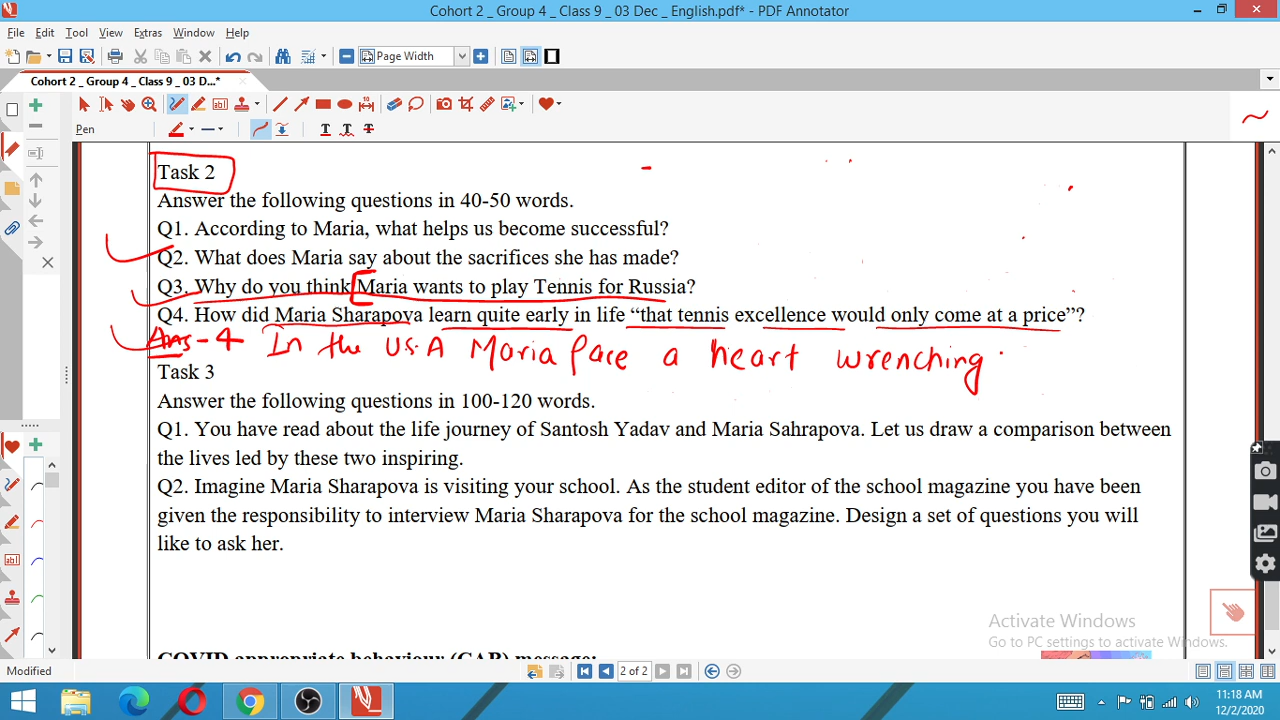 Cohort 2 _ Group 4 _ Class 9 _ 03 Dec _ English.pdf* - PDF Annotator
File Edit Tool View Extras Window Help
Page Width
Cohort 2 _ Group 4 _ Class 9 _ 03 D...*
Pen
Task 2
Answer the following questions in 40-50 words.
Q1. According to Maria, what helps us become successful?
Q2. What does Maria say about the sacrifices she has made?
Q3. Why do you think Maria wants to play Tennis for Russia?
Q4. How did Maria Sharapova learn quite early in life “that tennis excellence would only come at a price”?
Ans - 4 In the U.S.A Maria face a heart wrenching
Task 3
Answer the following questions in 100-120 words.
Q1. You have read about the life journey of Santosh Yadav and Maria Sahrapova. Let us draw a comparison between
the lives led by these two inspiring.
Q2. Imagine Maria Sharapova is visiting your school. As the student editor of the school magazine you have been
given the responsibility to interview Maria Sharapova for the school magazine. Design a set of questions you will
like to ask her.
Activate Windows
Go to PC settings to activate Windows.
COVID appropriate behaviour (CAB) message:
Modified
2 of 2
11:18 AM
12/2/2020